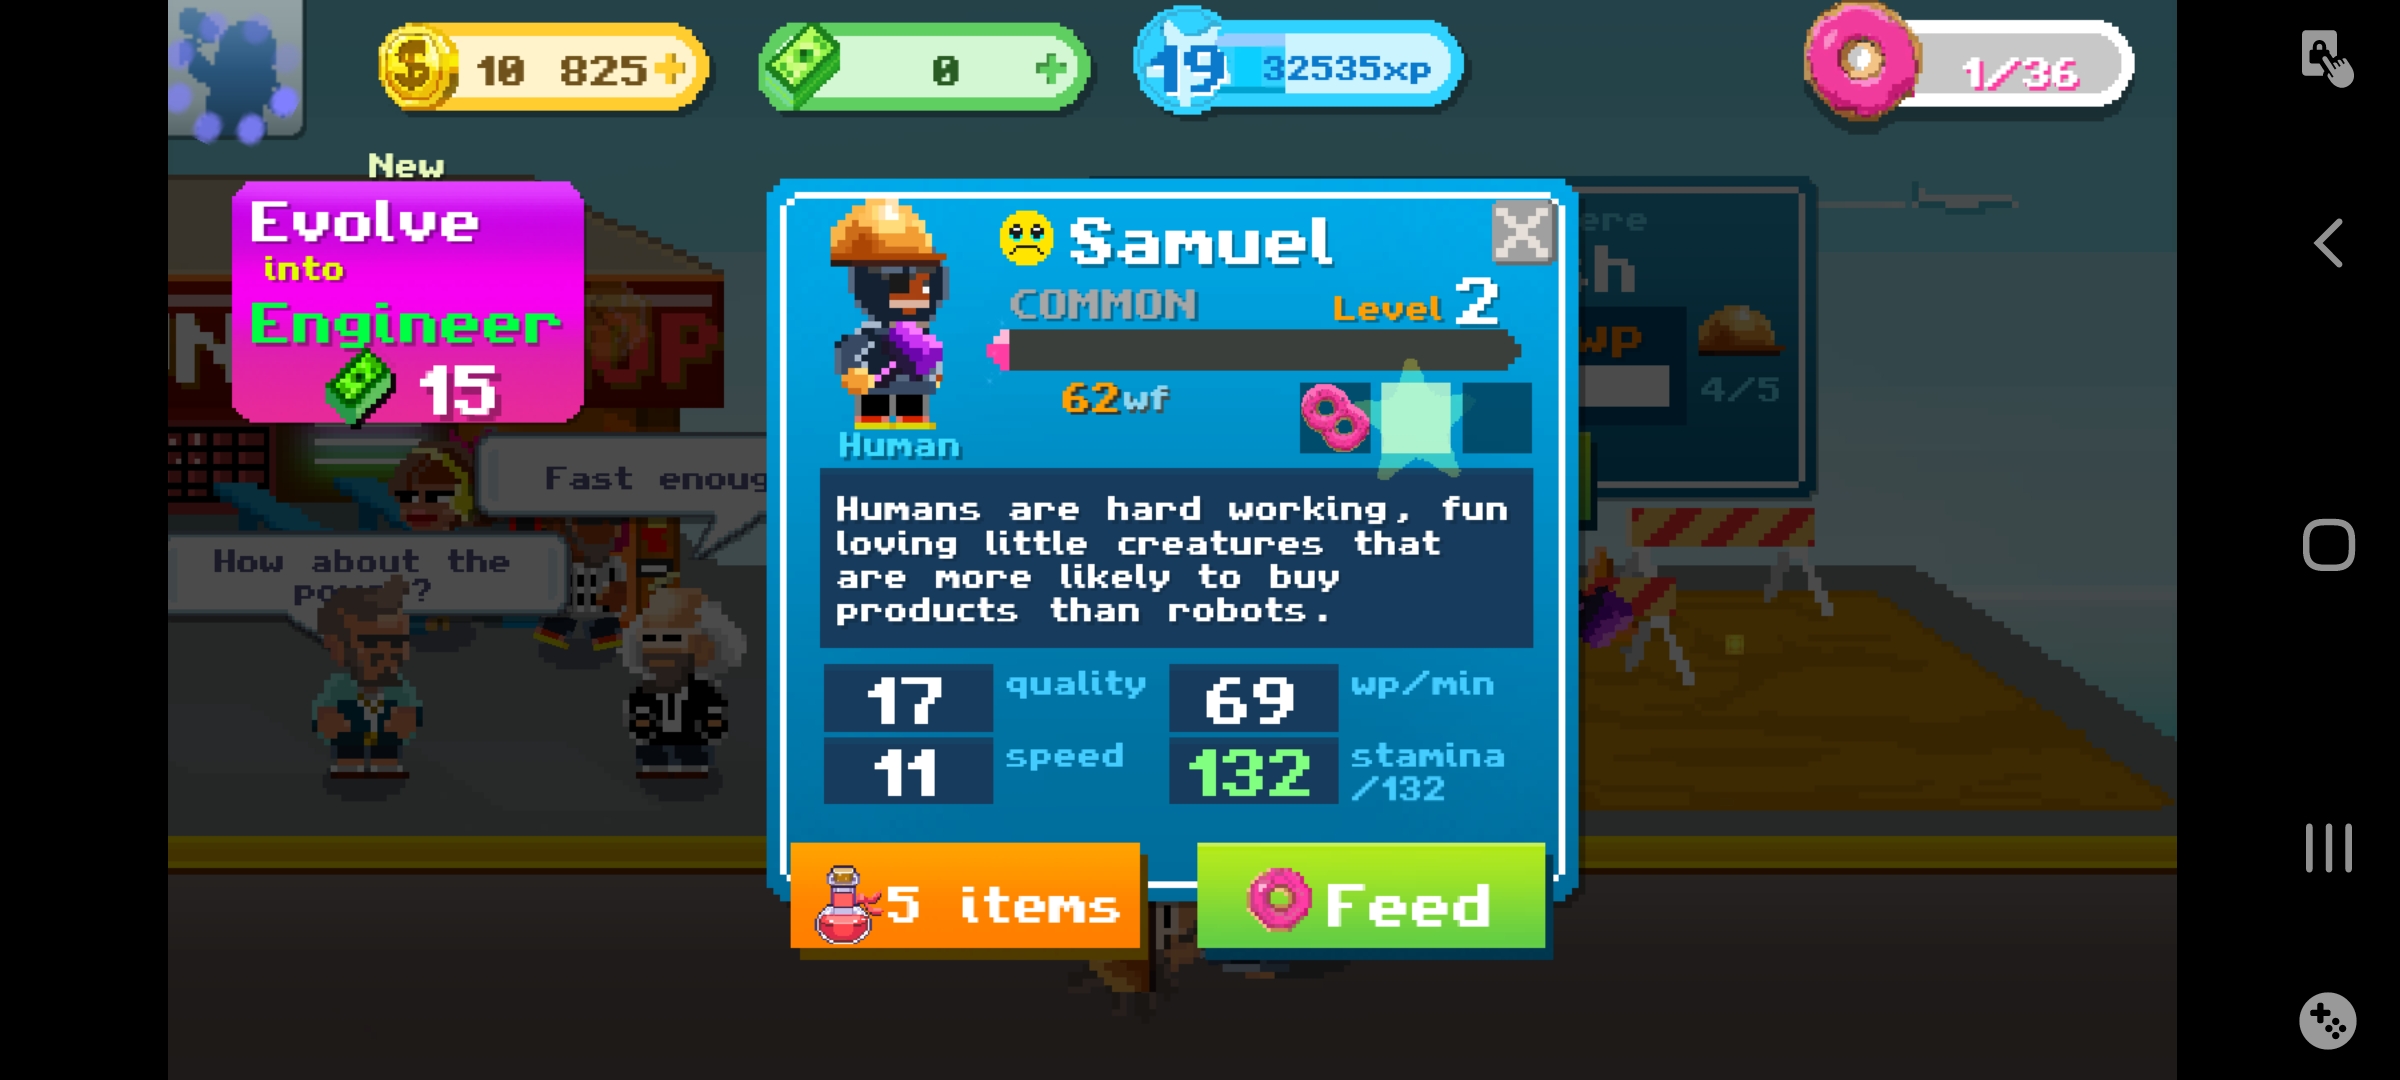 10 825
0
19
32535xp
1/36
New
Evolve
into
Engineer
15
Samuel
COMMON
Level 2
62wf
Human
Humans are hard working, fun
loving little creatures that
are more likely to buy
products than robots.
17 quality
69 wp/min
11 speed
132 stamina
/132
5 items
Feed
Fast enoug
How about the
4/5
wp
ere
h